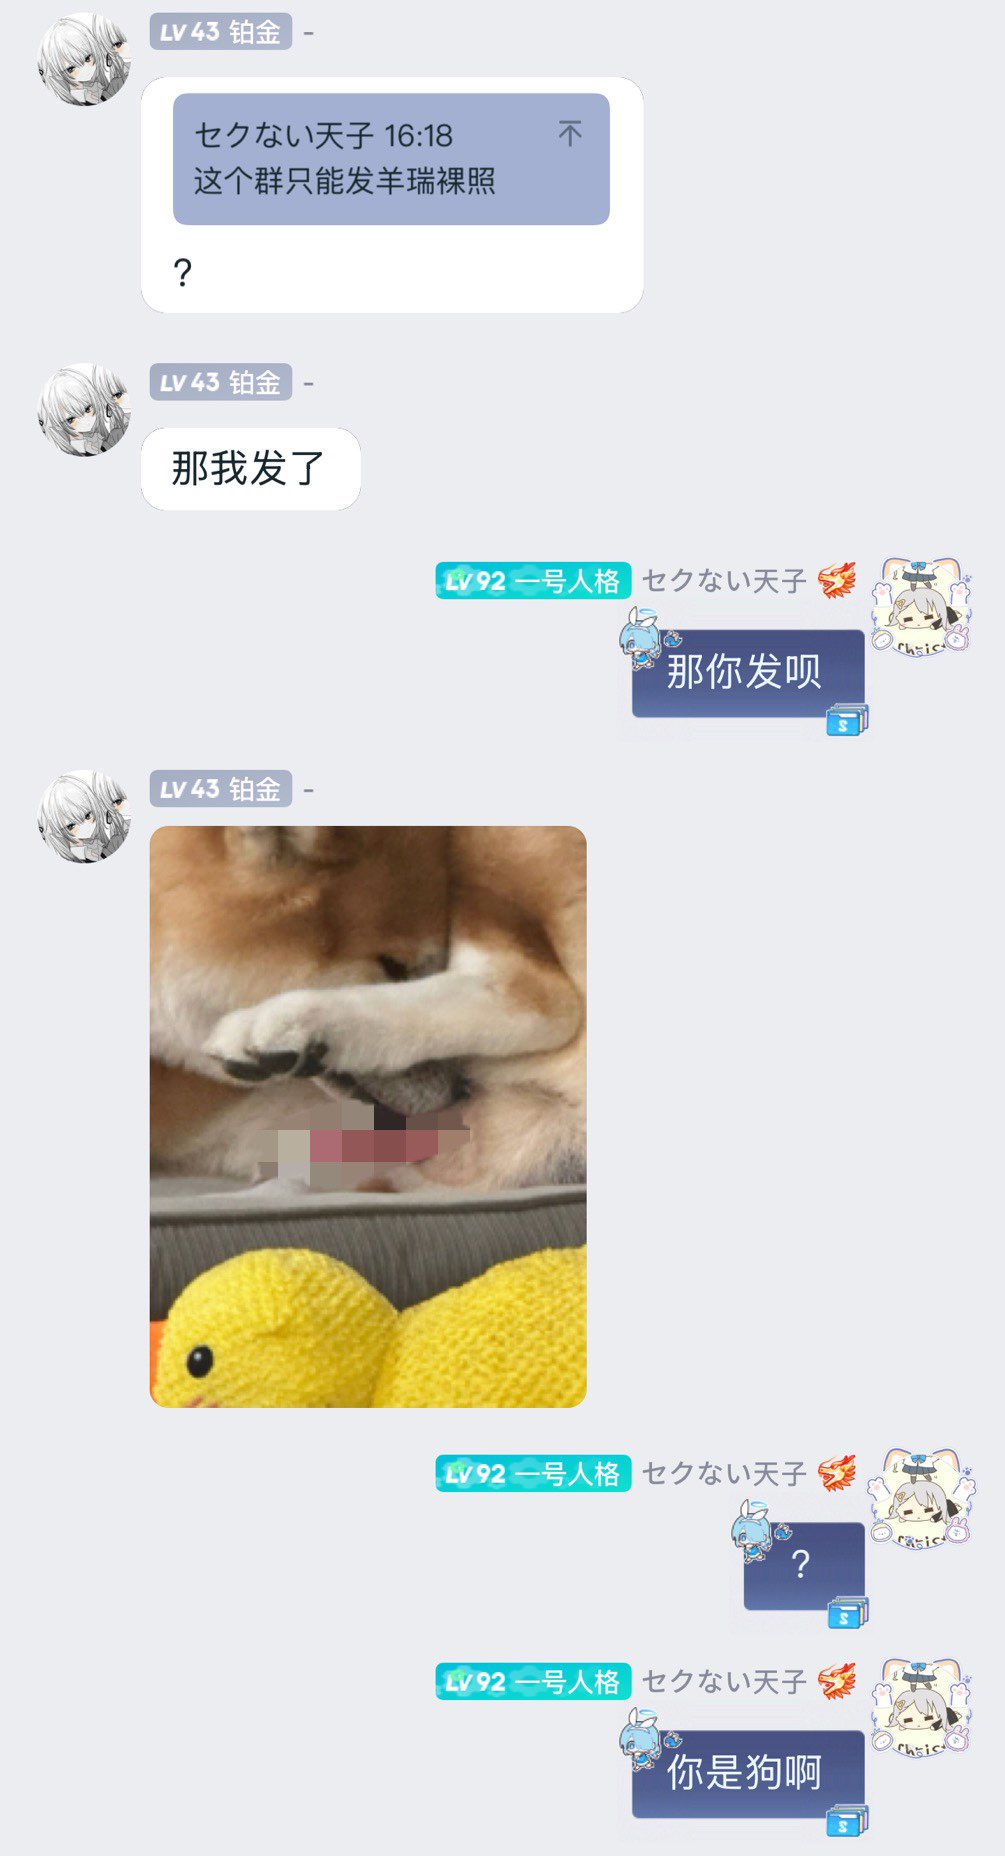 LV 43 铂金 -
セクない天子 16:18
这个群只能发羊瑞裸照
?
LV 43 铂金 -
那我发了
LV 92 一号人格 セクない天子
那你发呗
S
LV 43 铂金 -
LV 92 一号人格 セクない天子
?
S
LV 92 一号人格 セクない天子
你是狗啊
S